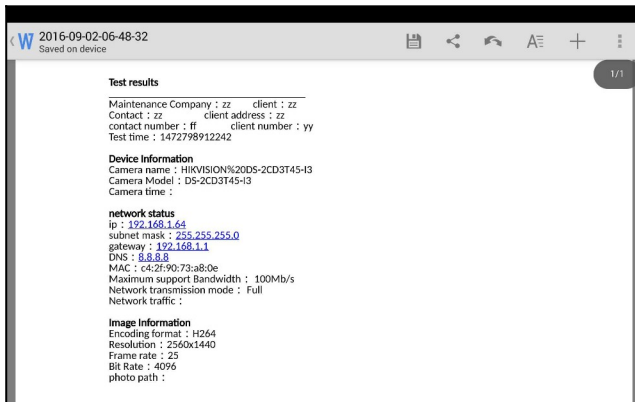 2016-09-02-06-48-32
Saved on device
1/1
Test results
Maintenance Company：zz client：zz
Contact：zz client address：zz
contact number：ff client number：yy
Test time：1472798912242
Device Information
Camera name：HIKVISION%20DS-2CD3T45-I3
Camera Model：DS-2CD3T45-I3
Camera time：
network status
ip：192.168.1.64
subnet mask：255.255.255.0
gateway：192.168.1.1
DNS：8.8.8.8
MAC：c4:2f:90:73:a8:0e
Maximum support Bandwidth：100Mb/s
Network transmission mode：Full
Network traffic：
Image Information
Encoding format：H264
Resolution：2560x1440
Frame rate：25
Bit Rate：4096
photo path：